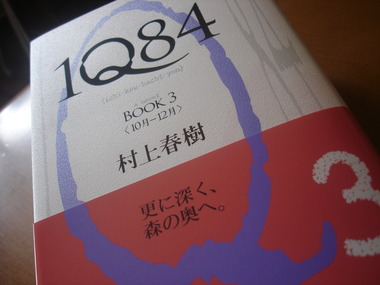 1Q84
A NOVEL
BOOK 3
〈10月-12月〉
村上春樹
更に深く、
森の奥へ。
3